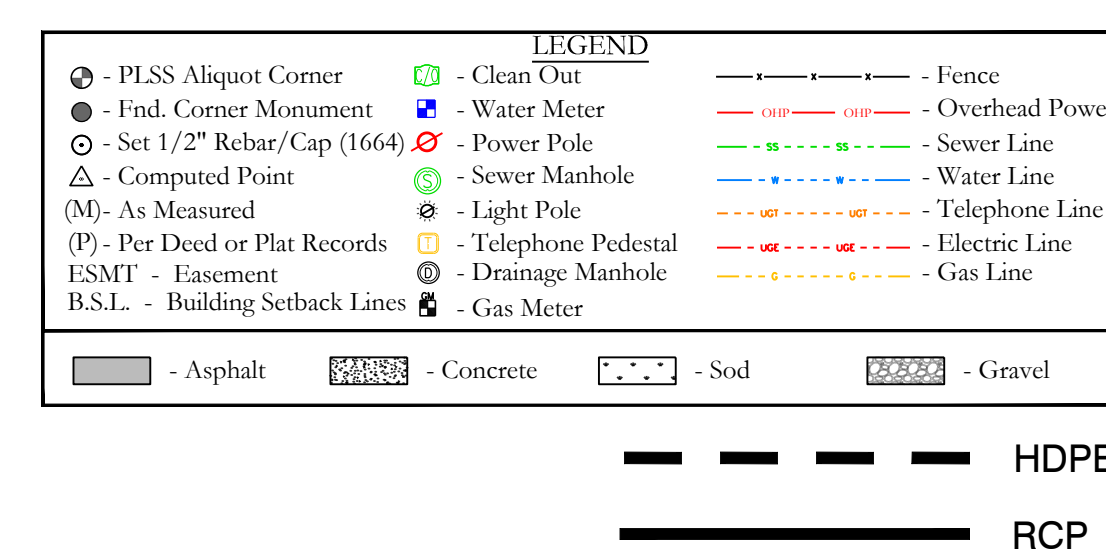 LEGEND
- PLSS Aliquot Corner
- Fnd. Corner Monument
- Set 1/2" Rebar/Cap (1664)
- Computed Point
(M)- As Measured
(P) - Per Deed or Plat Records
ESMT - Easement
B.S.L. - Building Setback Lines
C/O - Clean Out
- Water Meter
- Power Pole
S - Sewer Manhole
- Light Pole
T - Telephone Pedestal
D - Drainage Manhole
GM - Gas Meter
x x x - Fence
OHP OHP - Overhead Powe
SS SS - Sewer Line
W W - Water Line
UGT UGT - Telephone Line
UGE UGE - Electric Line
G G - Gas Line
- Asphalt - Concrete - Sod - Gravel
HDPE
RCP